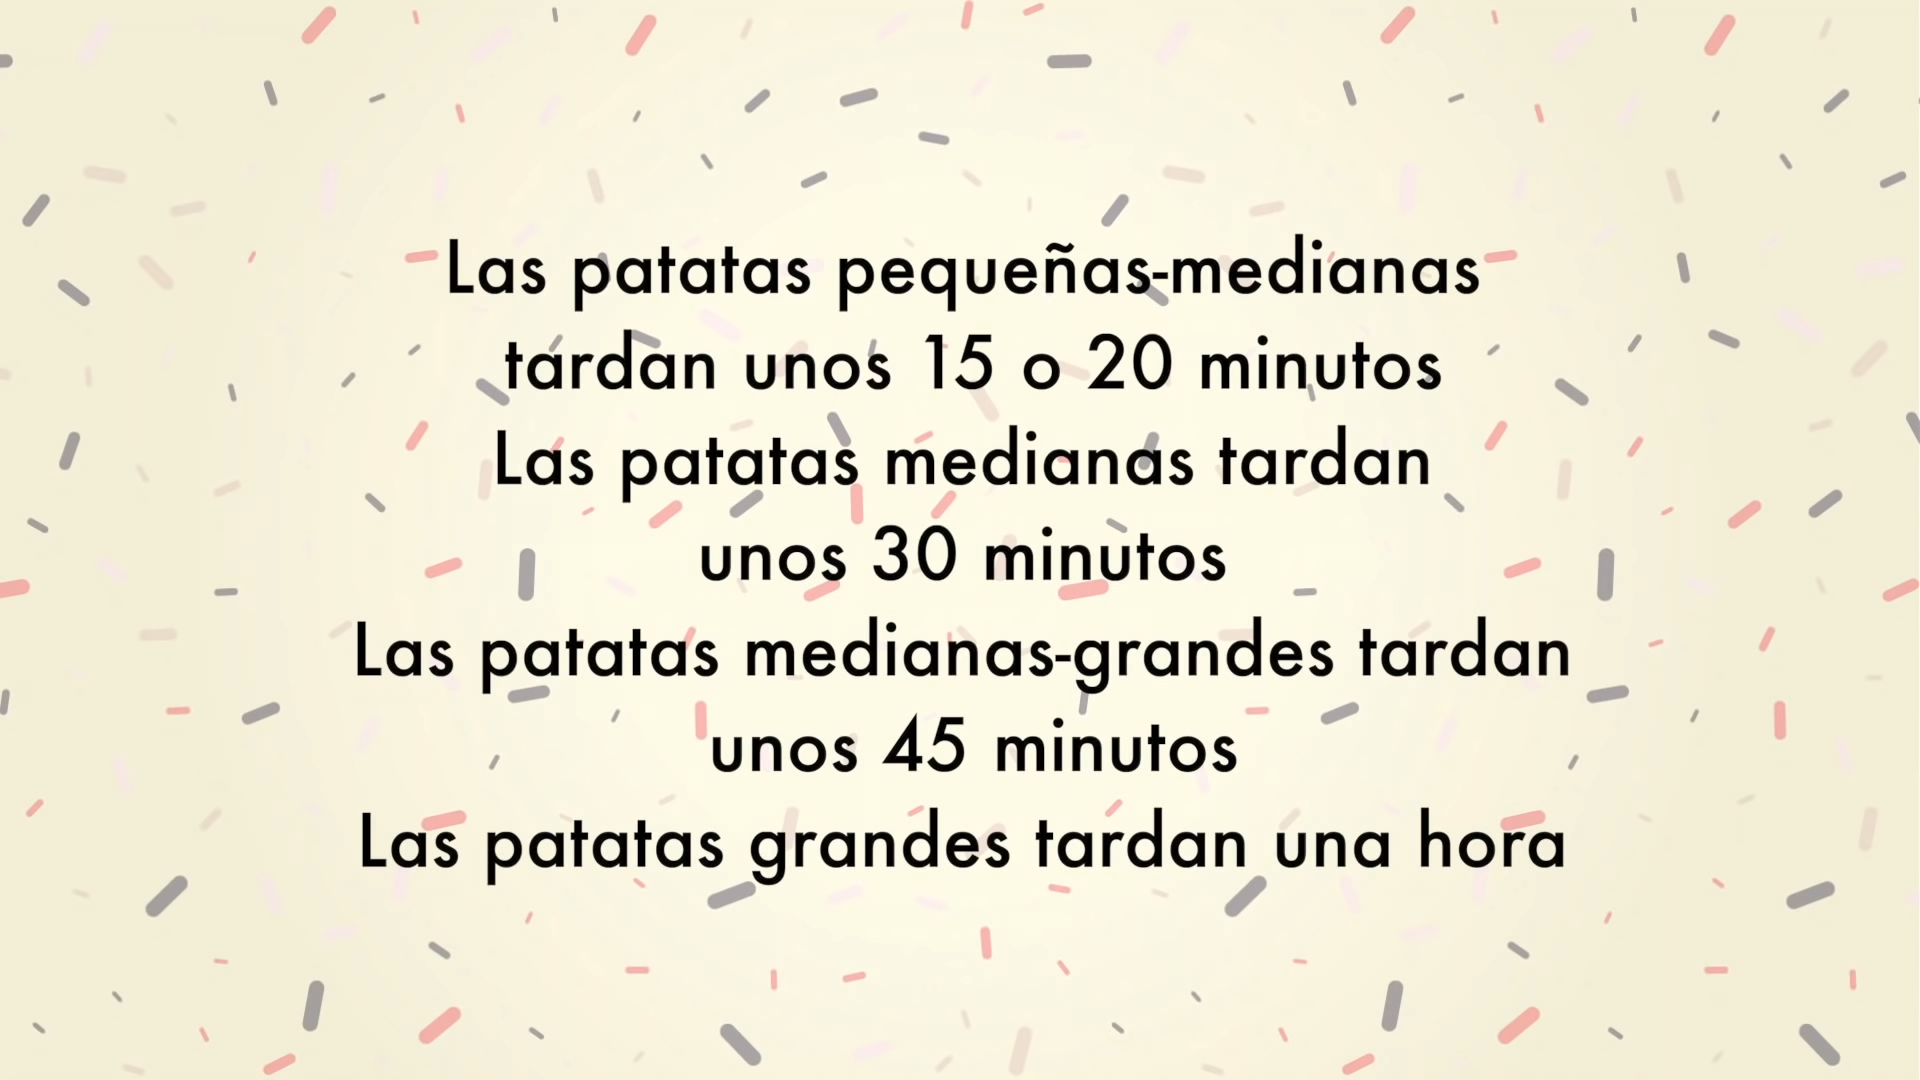 Las patatas pequeñas-medianas
tardan unos 15 o 20 minutos
Las patatas medianas tardan
unos 30 minutos
Las patatas medianas-grandes tardan
unos 45 minutos
Las patatas grandes tardan una hora